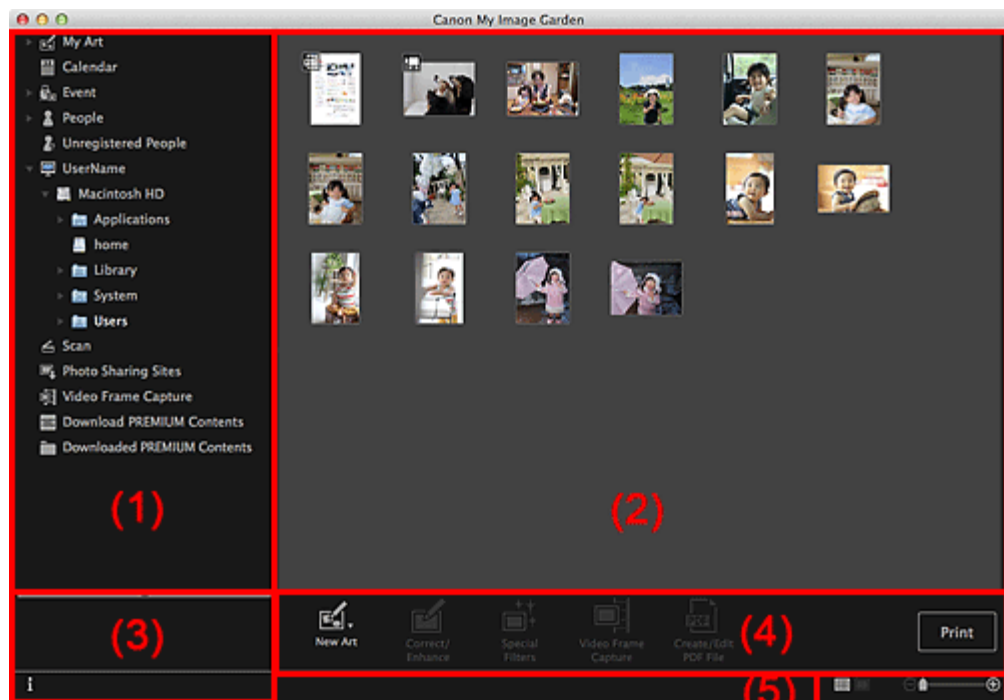 Canon My Image Garden
My Art
Calendar
Event
People
Unregistered People
UserName
Macintosh HD
Applications
home
Library
System
Users
Scan
Photo Sharing Sites
Video Frame Capture
Download PREMIUM Contents
Downloaded PREMIUM Contents
(1)
(2)
(3)
New Art
Correct/
Enhance
Special
Filters
Video Frame
Capture
PDF
Create/Edit
PDF File
(4)
Print
i
(5)